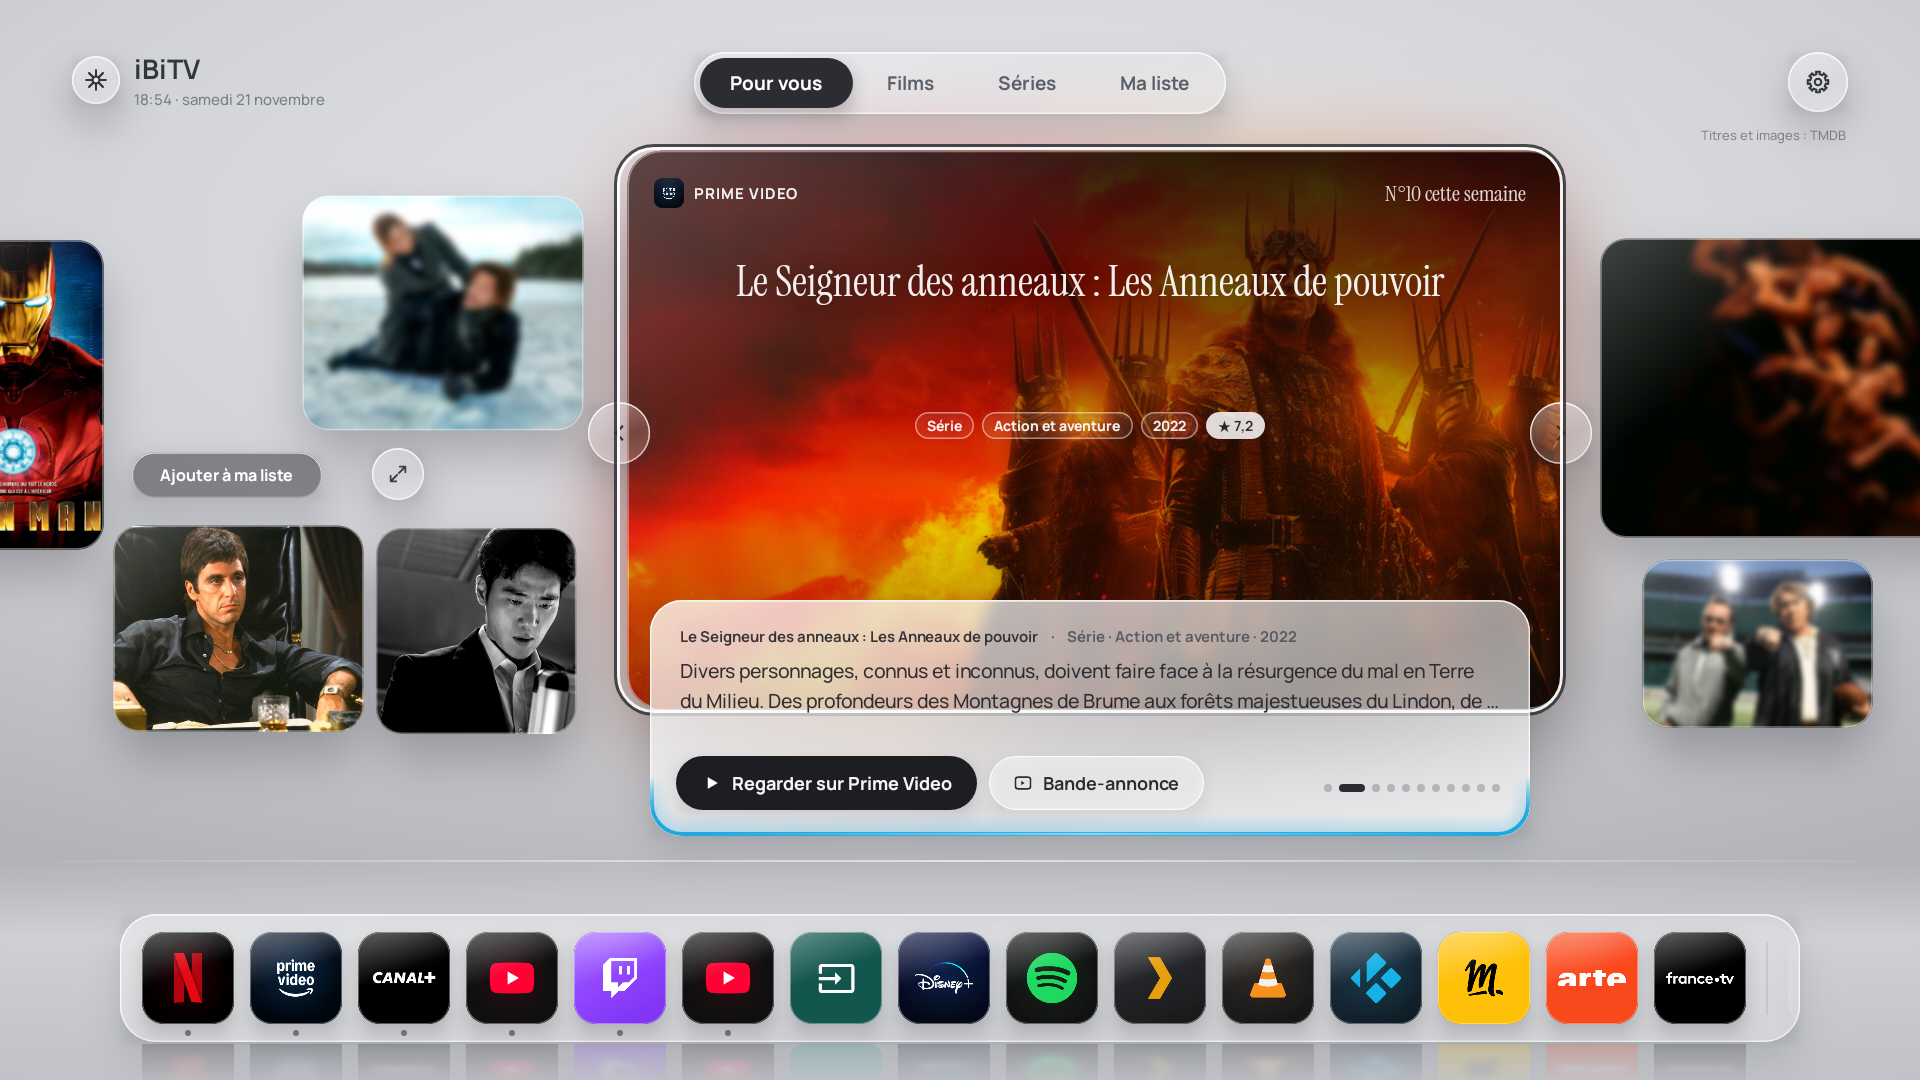 iBiTV
18:54 · samedi 21 novembre
Pour vous
Films
Séries
Ma liste
Titres et images : TMDB
PRIME VIDEO
N°10 cette semaine
Le Seigneur des anneaux : Les Anneaux de pouvoir
Série
Action et aventure
2022
★ 7,2
Ajouter à ma liste
N MAN
Le Seigneur des anneaux : Les Anneaux de pouvoir · Série · Action et aventure · 2022
Divers personnages, connus et inconnus, doivent faire face à la résurgence du mal en Terre
du Milieu. Des profondeurs des Montagnes de Brume aux forêts majestueuses du Lindon, de ...
Regarder sur Prime Video
Bande-annonce
N
prime
video
CANAL+
Disney+
M.
arte
france•tv